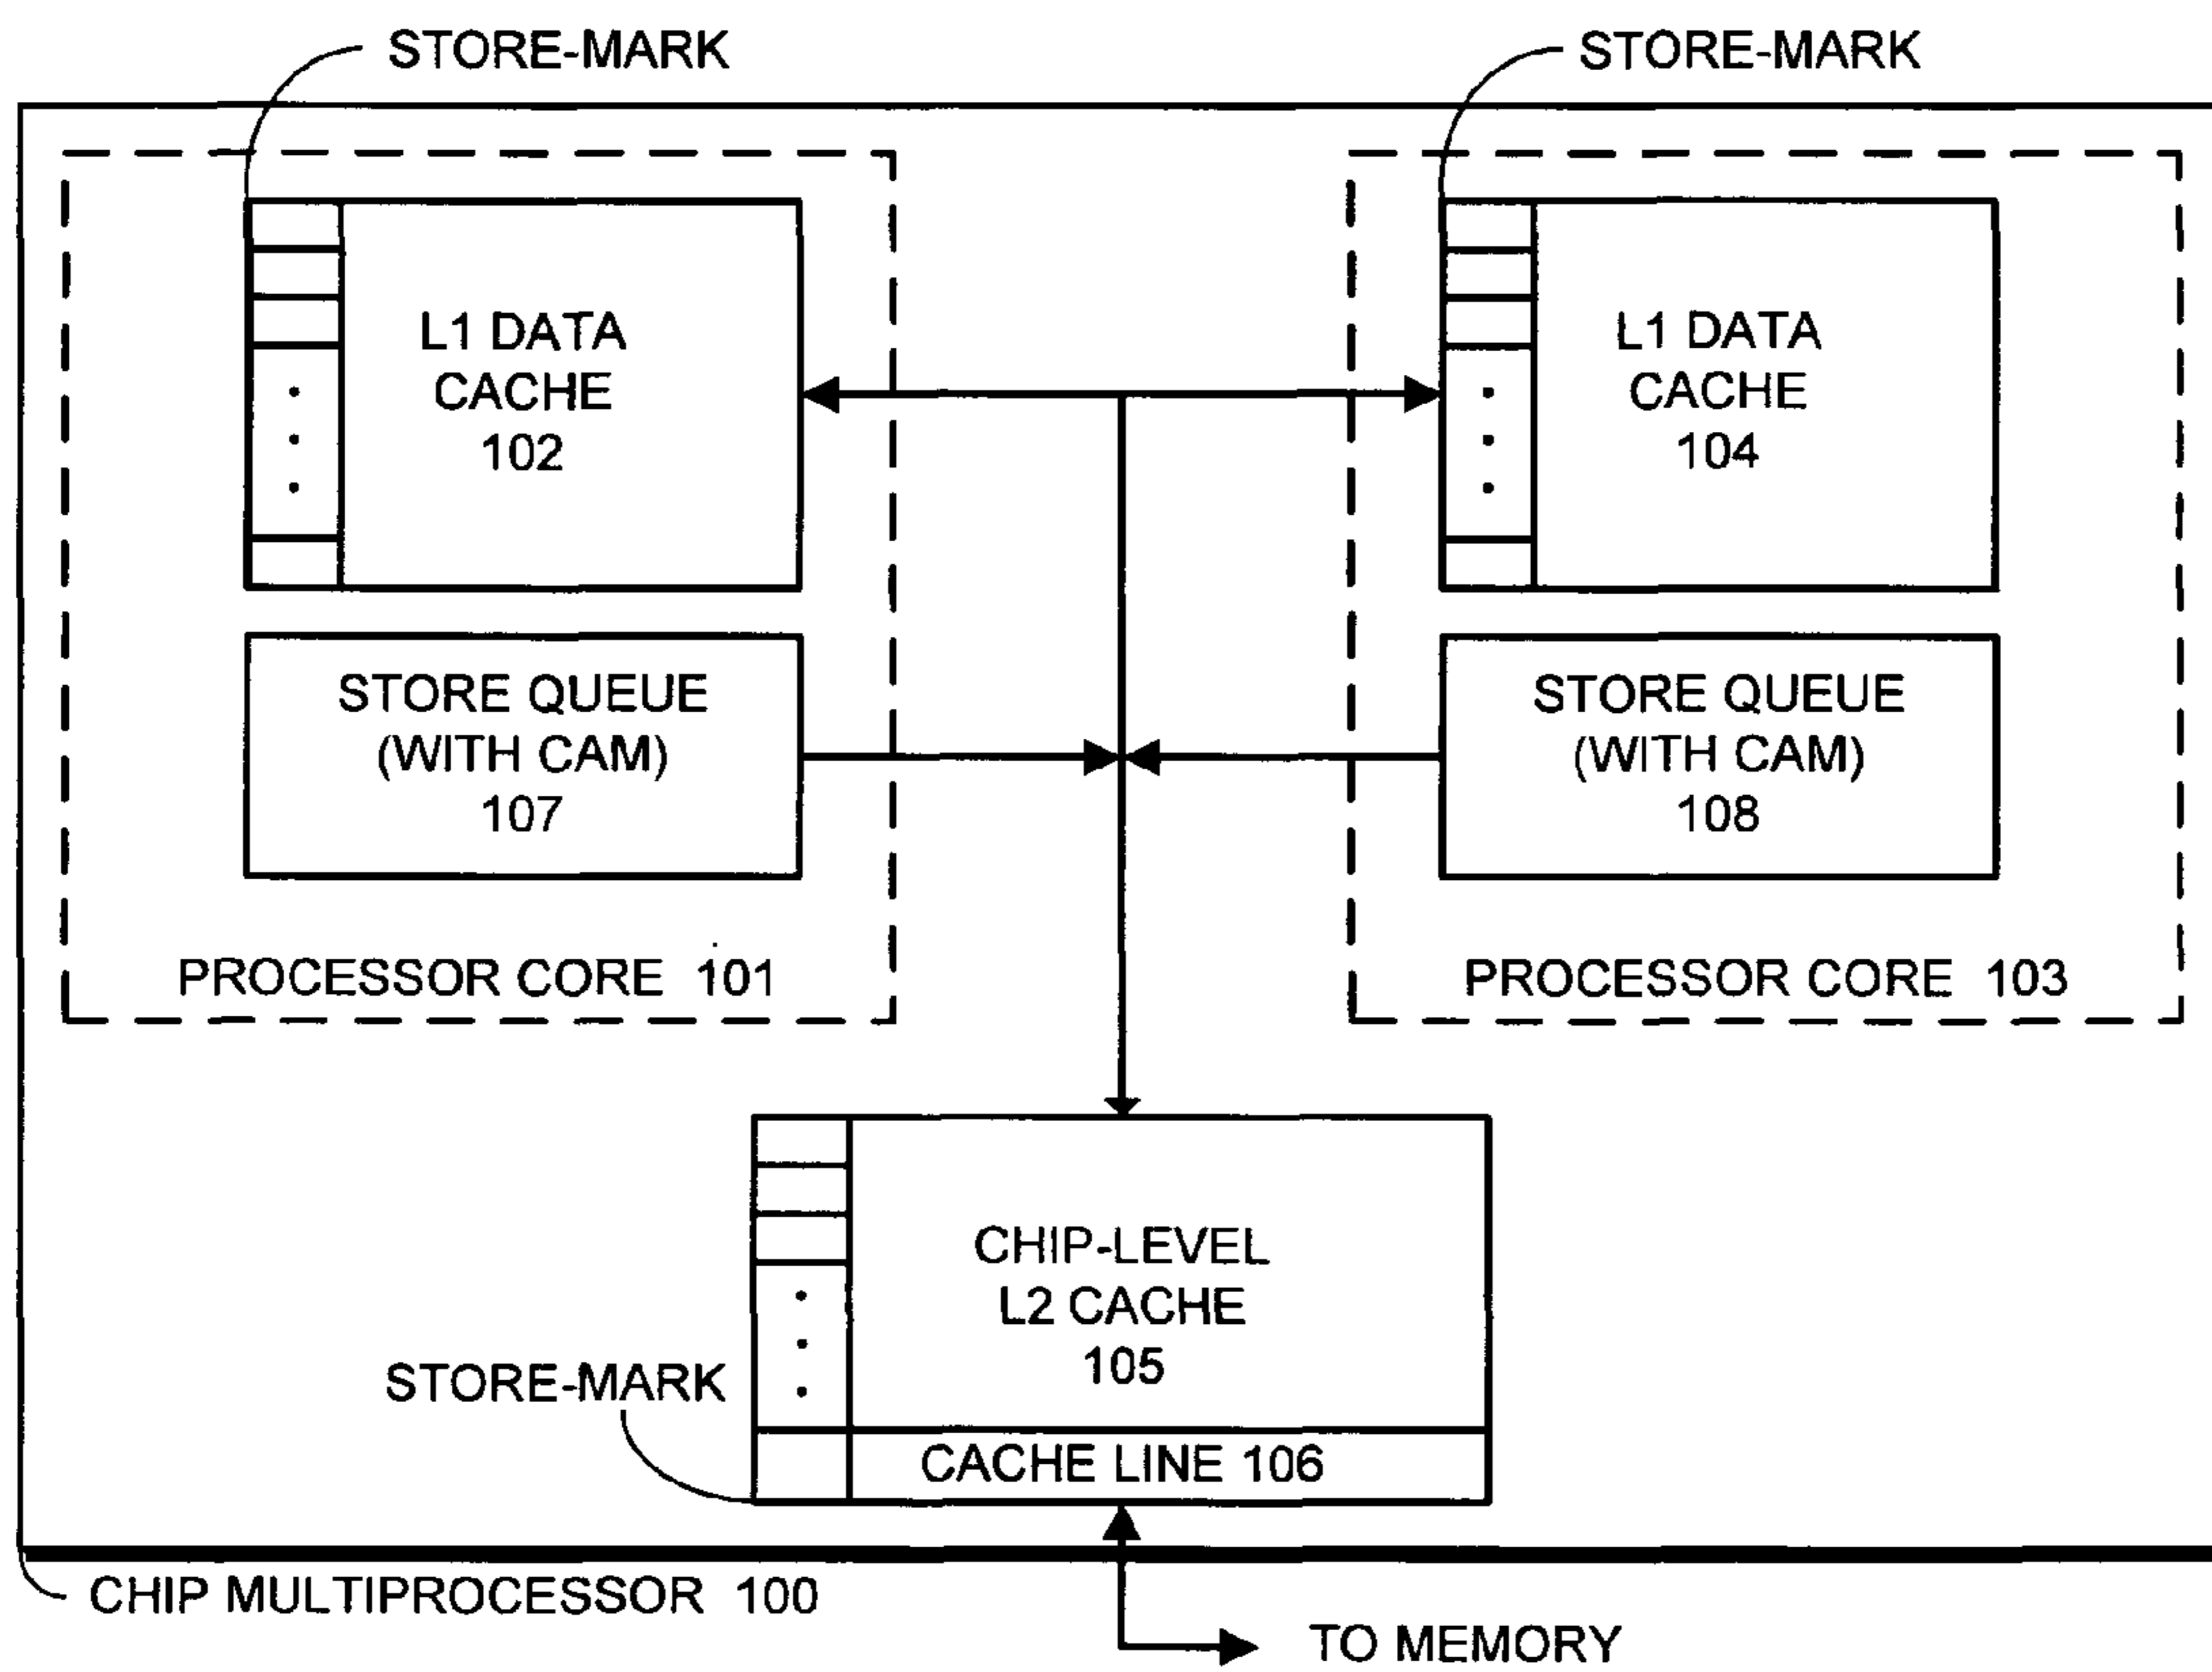 STORE-MARK
STORE-MARK
L1 DATA
CACHE
102
L1 DATA
CACHE
104
STORE QUEUE
(WITH CAM)
107
STORE QUEUE
(WITH CAM)
108
PROCESSOR CORE 101
PROCESSOR CORE 103
CHIP-LEVEL
L2 CACHE
105
STORE-MARK
CACHE LINE 106
CHIP MULTIPROCESSOR 100
TO MEMORY